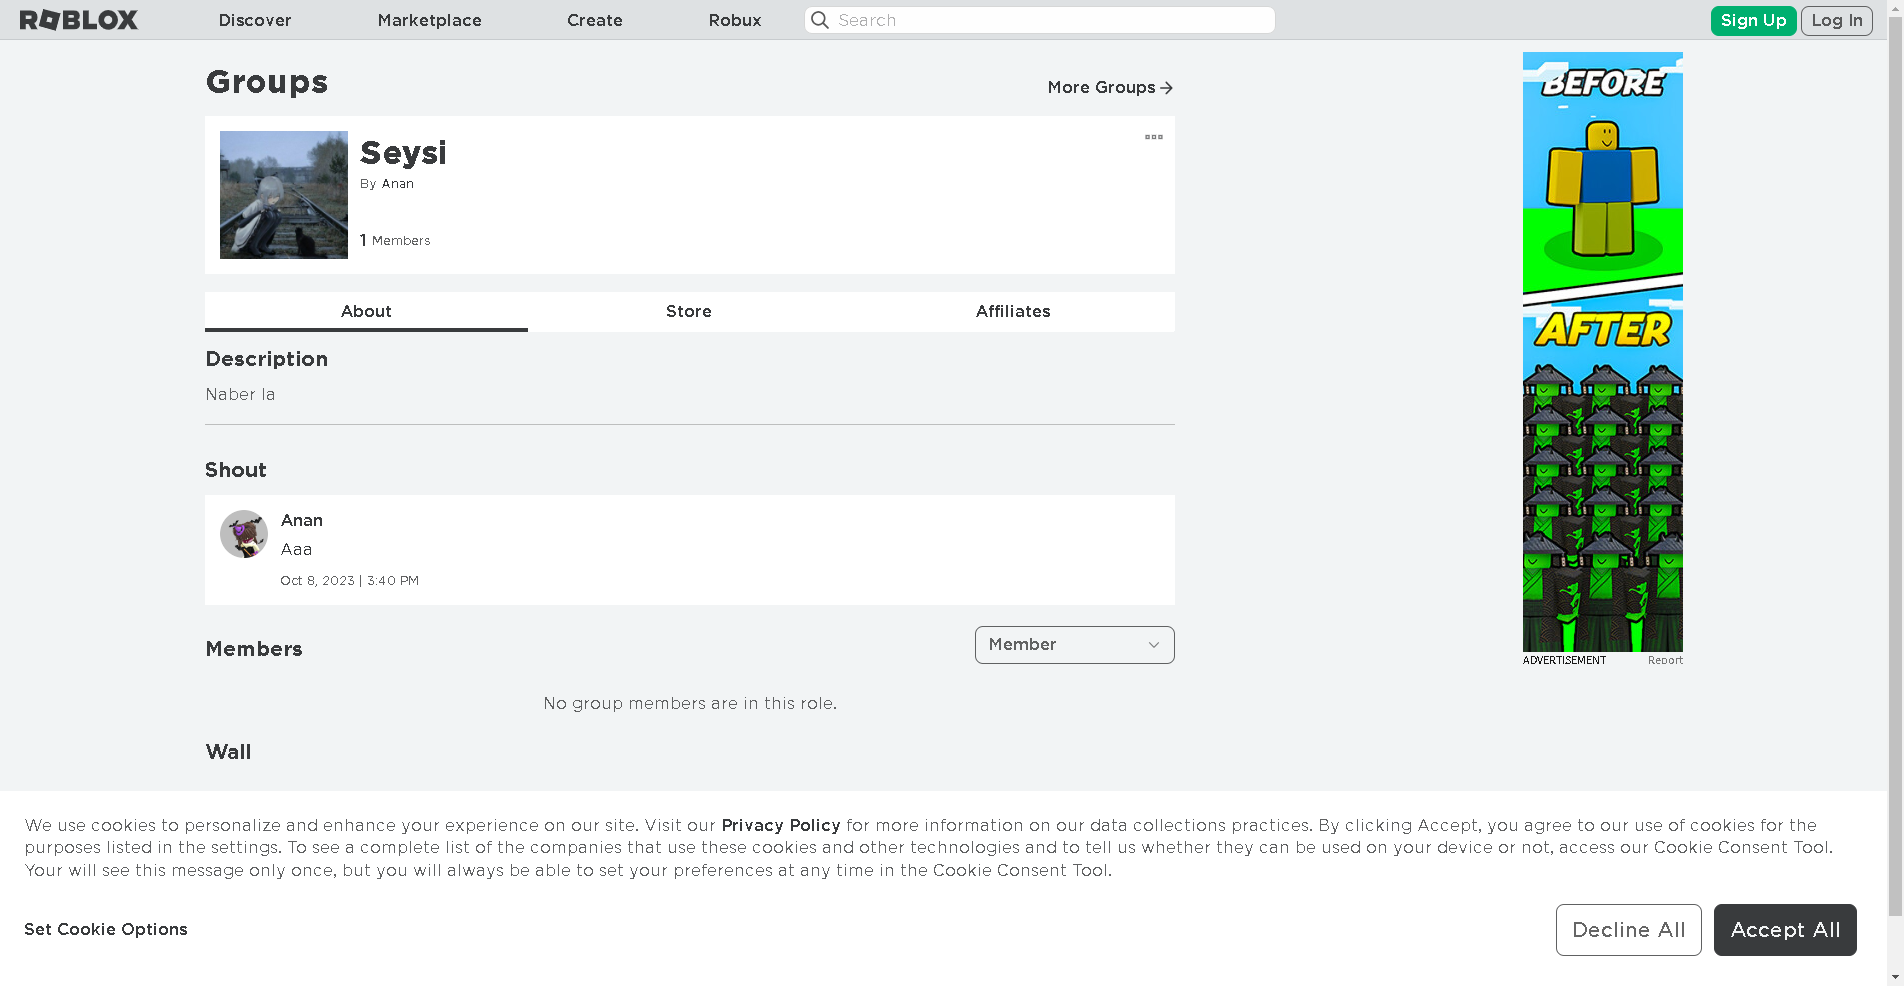 ROBLOX
Discover
Marketplace
Create
Robux
Search
Sign Up
Log In
Groups
More Groups
Seysi
By Anan
1 Members
About
Store
Affiliates
Description
Naber la
Shout
Anan
Aaa
Oct 8, 2023 | 3:40 PM
Members
Member
No group members are in this role.
Wall
BEFORE
AFTER
ADVERTISEMENT
Report
We use cookies to personalize and enhance your experience on our site. Visit our Privacy Policy for more information on our data collections practices. By clicking Accept, you agree to our use of cookies for the
purposes listed in the settings. To see a complete list of the companies that use these cookies and other technologies and to tell us whether they can be used on your device or not, access our Cookie Consent Tool.
Your will see this message only once, but you will always be able to set your preferences at any time in the Cookie Consent Tool.
Set Cookie Options
Decline All
Accept All